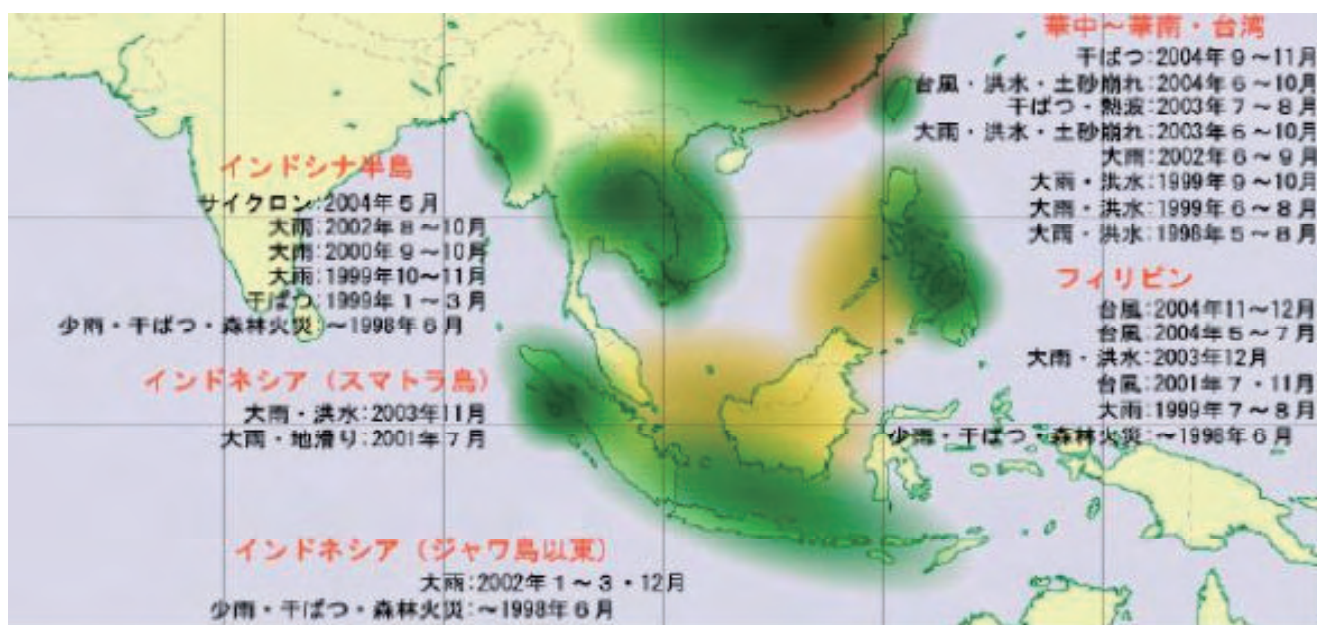 華中～華南・台湾
干ばつ:2004年９～11月
台風・洪水・土砂崩れ:2004年６～10月
干ばつ・熱波:2003年７～８月
大雨・洪水・土砂崩れ:2003年６～10月
大雨:2002年６～９月
大雨・洪水:1999年９～10月
大雨・洪水:1999年６～８月
大雨・洪水:1998年５～８月
インドシナ半島
サイクロン:2004年５月
大雨:2002年８～10月
大雨:2000年９～10月
大雨:1999年10～11月
干ばつ:1999年１～３月
少雨・干ばつ・森林火災:～1998年６月
フィリピン
台風:2004年11～12月
台風:2004年５～７月
大雨・洪水:2003年12月
台風:2001年７・11月
大雨:1999年７～８月
少雨・干ばつ・森林火災:～1998年６月
インドネシア（スマトラ島）
大雨・洪水:2003年11月
大雨・地滑り:2001年７月
インドネシア（ジャワ島以東）
大雨:2002年１～３・12月
少雨・干ばつ・森林火災:～1998年６月